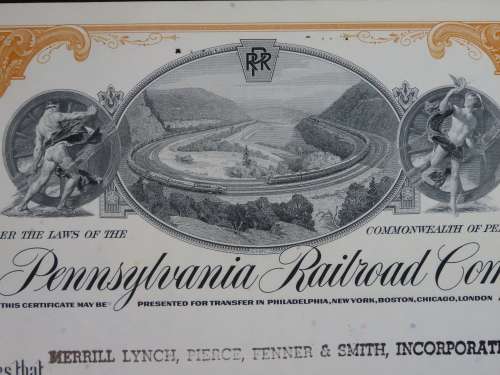 PRR
ER THE LAWS OF THE COMMONWEALTH OF PE
Pennsylvania Railroad Com
THIS CERTIFICATE MAY BE PRESENTED FOR TRANSFER IN PHILADELPHIA, NEW YORK, BOSTON, CHICAGO, LONDON
es that MERRILL LYNCH, PIERCE, FENNER & SMITH, INCORPORATE